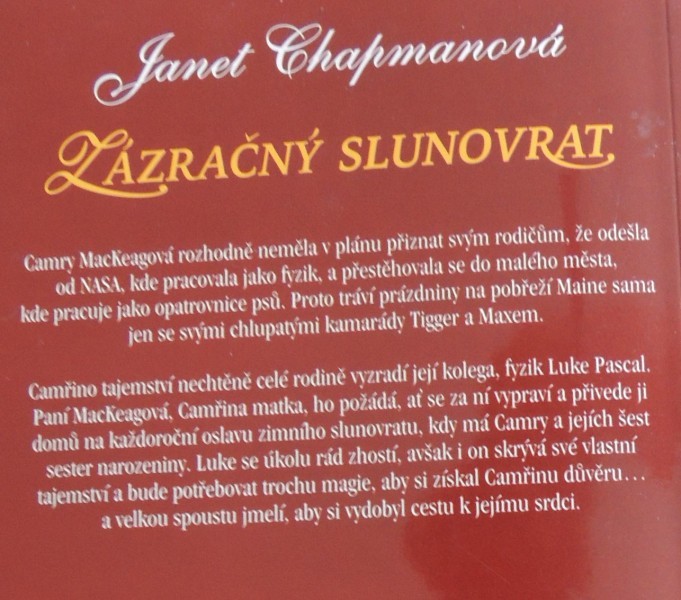 Janet Chapmanová
ZÁZRAČNÝ SLUNOVRAT
Camry MacKeagová rozhodně neměla v plánu přiznat svým rodičům, že odešla
od NASA, kde pracovala jako fyzik, a přestěhovala se do malého města,
kde pracuje jako opatrovnice psů. Proto tráví prázdniny na pobřeží Maine sama
jen se svými chlupatými kamarády Tigger a Maxem.
Camřino tajemství nechtěně celé rodině vyzradí její kolega, fyzik Luke Pascal.
Paní MacKeagová, Camřina matka, ho požádá, ať se za ní vypraví a přivede ji
domů na každoroční oslavu zimního slunovratu, kdy má Camry a jejích šest
sester narozeniny. Luke se úkolu rád zhostí, avšak i on skrývá své vlastní
tajemství a bude potřebovat trochu magie, aby si získal Camřinu důvěru…
a velkou spoustu jmelí, aby si vydobyl cestu k jejímu srdci.